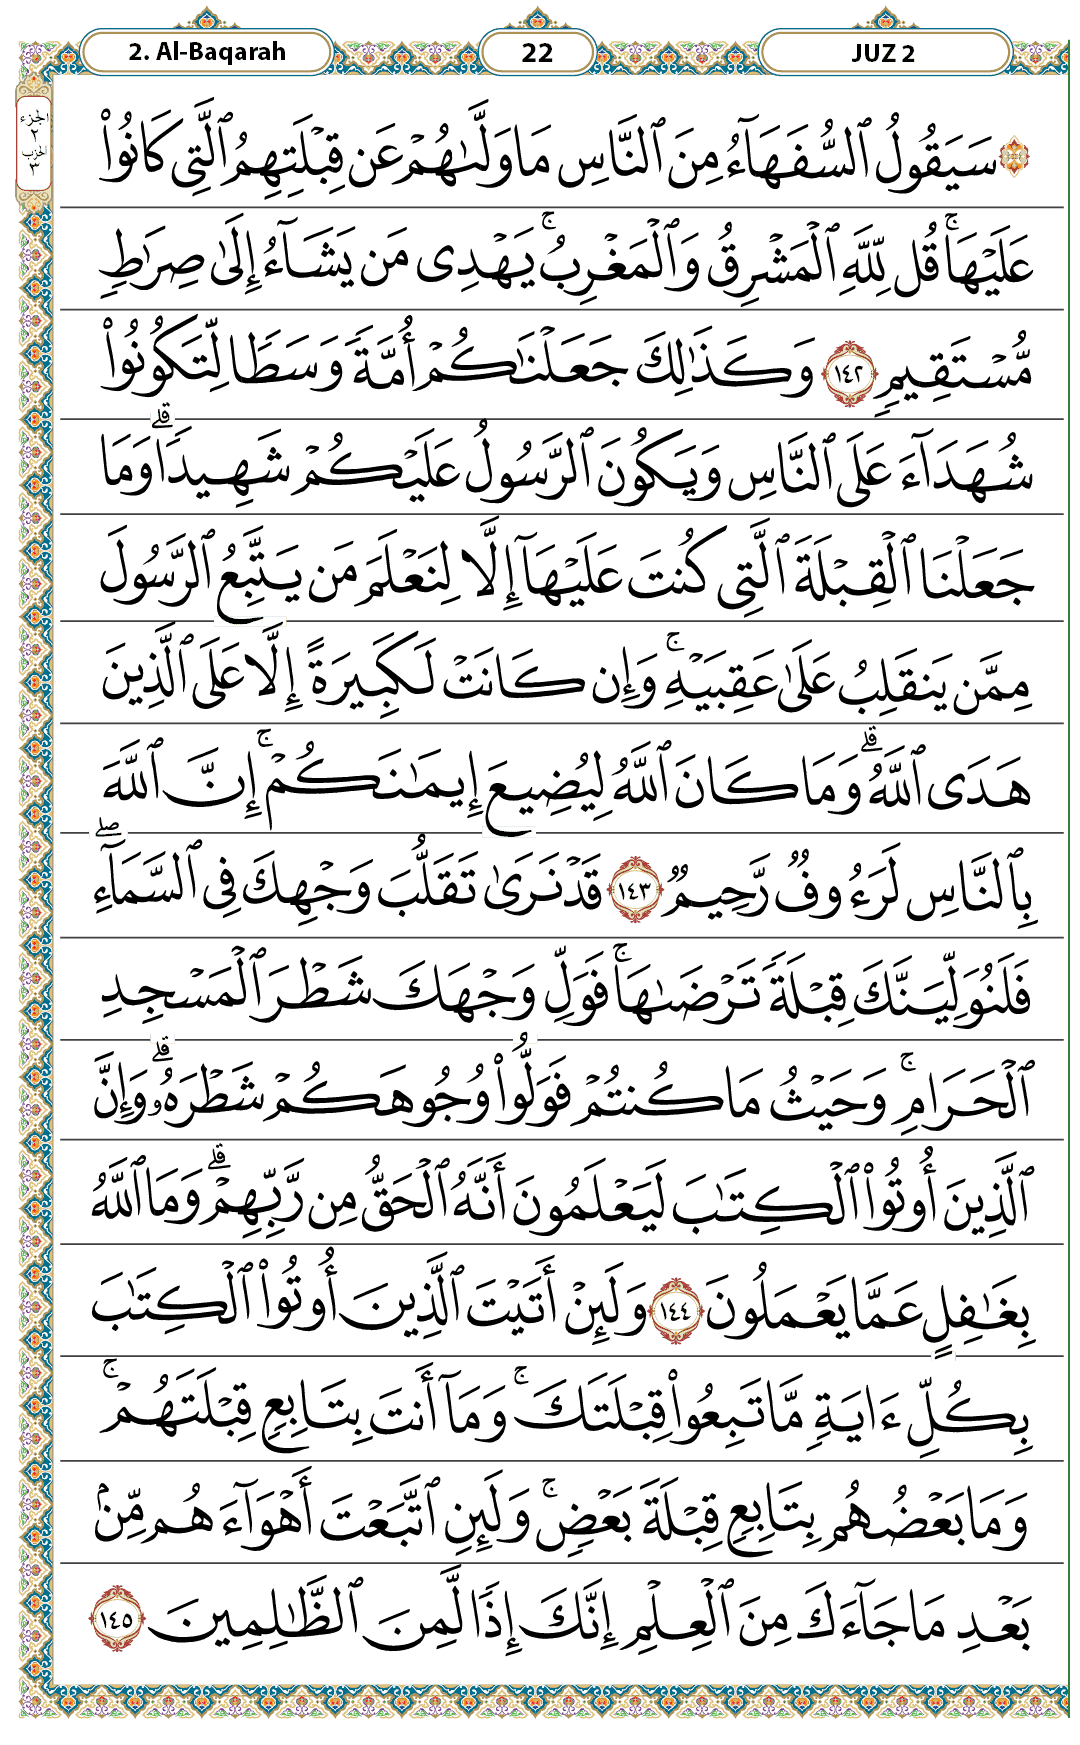 2. Al-Baqarah
22
JUZ 2
الجزء
٢
الحزب
٣
۞ سَيَقُولُ ٱلسُّفَهَآءُ مِنَ ٱلنَّاسِ مَا وَلَّىٰهُمْ عَن قِبْلَتِهِمُ ٱلَّتِى كَانُوا۟
عَلَيْهَا ۚ قُل لِّلَّهِ ٱلْمَشْرِقُ وَٱلْمَغْرِبُ ۚ يَهْدِى مَن يَشَآءُ إِلَىٰ صِرَٰطٍ
مُّسْتَقِيمٍ ١٤٢ وَكَذَٰلِكَ جَعَلْنَٰكُمْ أُمَّةً وَسَطًا لِّتَكُونُوا۟
شُهَدَآءَ عَلَى ٱلنَّاسِ وَيَكُونَ ٱلرَّسُولُ عَلَيْكُمْ شَهِيدًا ۗ وَمَا
جَعَلْنَا ٱلْقِبْلَةَ ٱلَّتِى كُنتَ عَلَيْهَآ إِلَّا لِنَعْلَمَ مَن يَتَّبِعُ ٱلرَّسُولَ
مِمَّن يَنقَلِبُ عَلَىٰ عَقِبَيْهِ ۚ وَإِن كَانَتْ لَكَبِيرَةً إِلَّا عَلَى ٱلَّذِينَ
هَدَى ٱللَّهُ ۗ وَمَا كَانَ ٱللَّهُ لِيُضِيعَ إِيمَٰنَكُمْ ۚ إِنَّ ٱللَّهَ
بِٱلنَّاسِ لَرَءُوفٌ رَّحِيمٌ ١٤٣ قَدْ نَرَىٰ تَقَلُّبَ وَجْهِكَ فِى ٱلسَّمَآءِ ۖ
فَلَنُوَلِّيَنَّكَ قِبْلَةً تَرْضَىٰهَا ۚ فَوَلِّ وَجْهَكَ شَطْرَ ٱلْمَسْجِدِ
ٱلْحَرَامِ ۚ وَحَيْثُ مَا كُنتُمْ فَوَلُّوا۟ وُجُوهَكُمْ شَطْرَهُۥ ۗ وَإِنَّ
ٱلَّذِينَ أُوتُوا۟ ٱلْكِتَٰبَ لَيَعْلَمُونَ أَنَّهُ ٱلْحَقُّ مِن رَّبِّهِمْ ۗ وَمَا ٱللَّهُ
بِغَٰفِلٍ عَمَّا يَعْمَلُونَ ١٤٤ وَلَئِنْ أَتَيْتَ ٱلَّذِينَ أُوتُوا۟ ٱلْكِتَٰبَ
بِكُلِّ ءَايَةٍ مَّا تَبِعُوا۟ قِبْلَتَكَ ۚ وَمَآ أَنتَ بِتَابِعٍ قِبْلَتَهُمْ ۚ
وَمَا بَعْضُهُم بِتَابِعٍ قِبْلَةَ بَعْضٍ ۚ وَلَئِنِ ٱتَّبَعْتَ أَهْوَآءَهُم مِّنۢ
بَعْدِ مَا جَآءَكَ مِنَ ٱلْعِلْمِ إِنَّكَ إِذًا لَّمِنَ ٱلظَّٰلِمِينَ ١٤٥